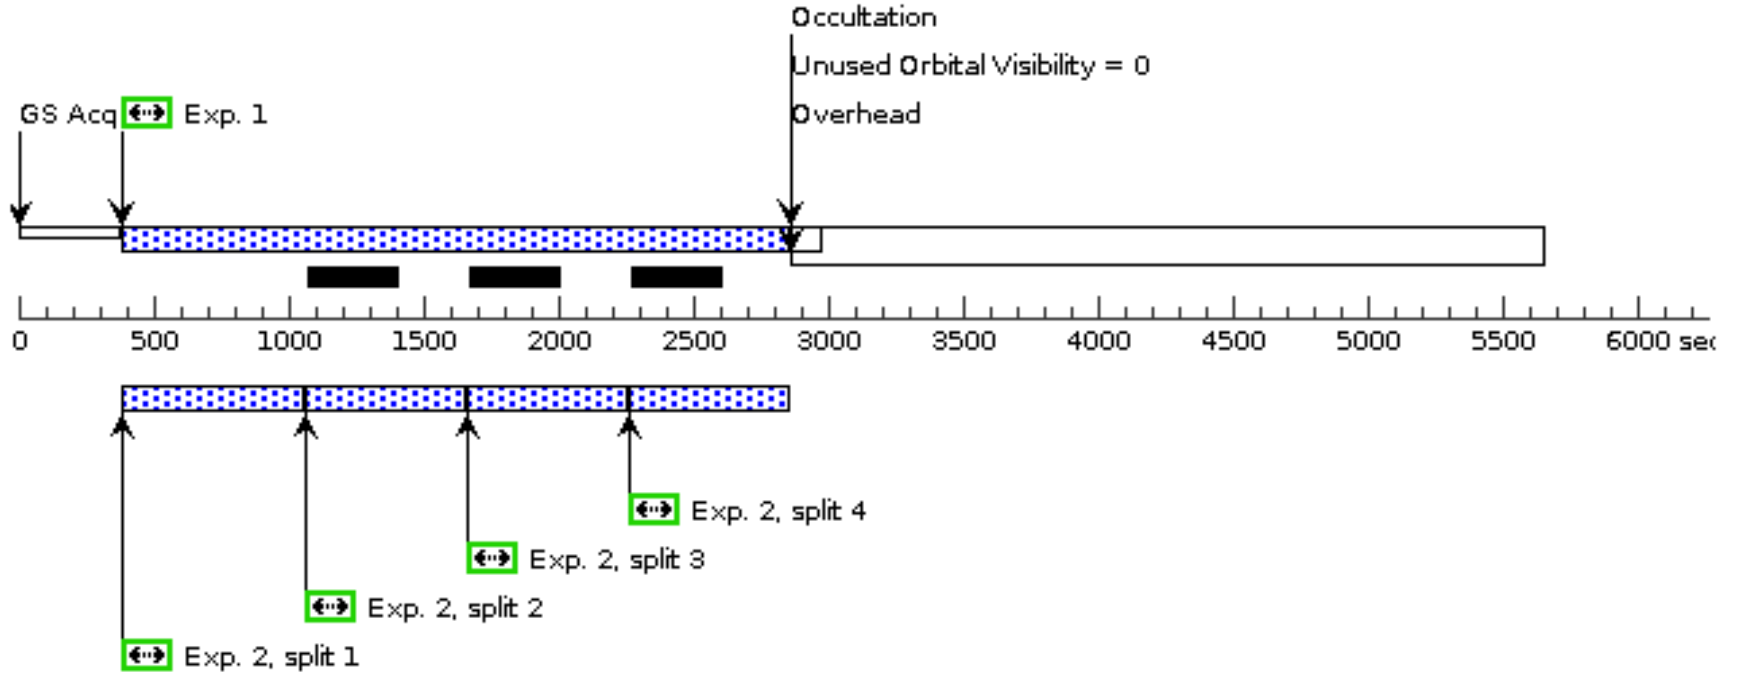 Occultation
Unused Orbital Visibility = 0
GS Acq Exp. 1 Overhead
0 500 1000 1500 2000 2500 3000 3500 4000 4500 5000 5500 6000 sec
Exp. 2, split 4
Exp. 2, split 3
Exp. 2, split 2
Exp. 2, split 1